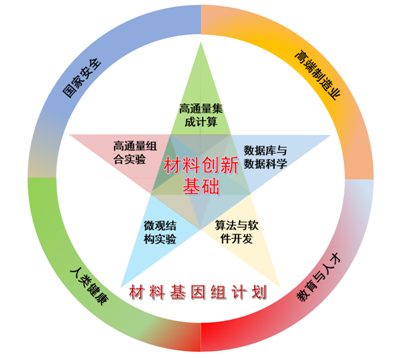 国家安全
高端制造业
高通量集
成计算
高通量组
合实验
数据库与
数据科学
材料创新
基础
微观结
构实验
算法与软
件开发
人类健康
教育与人才
材料基因组计划